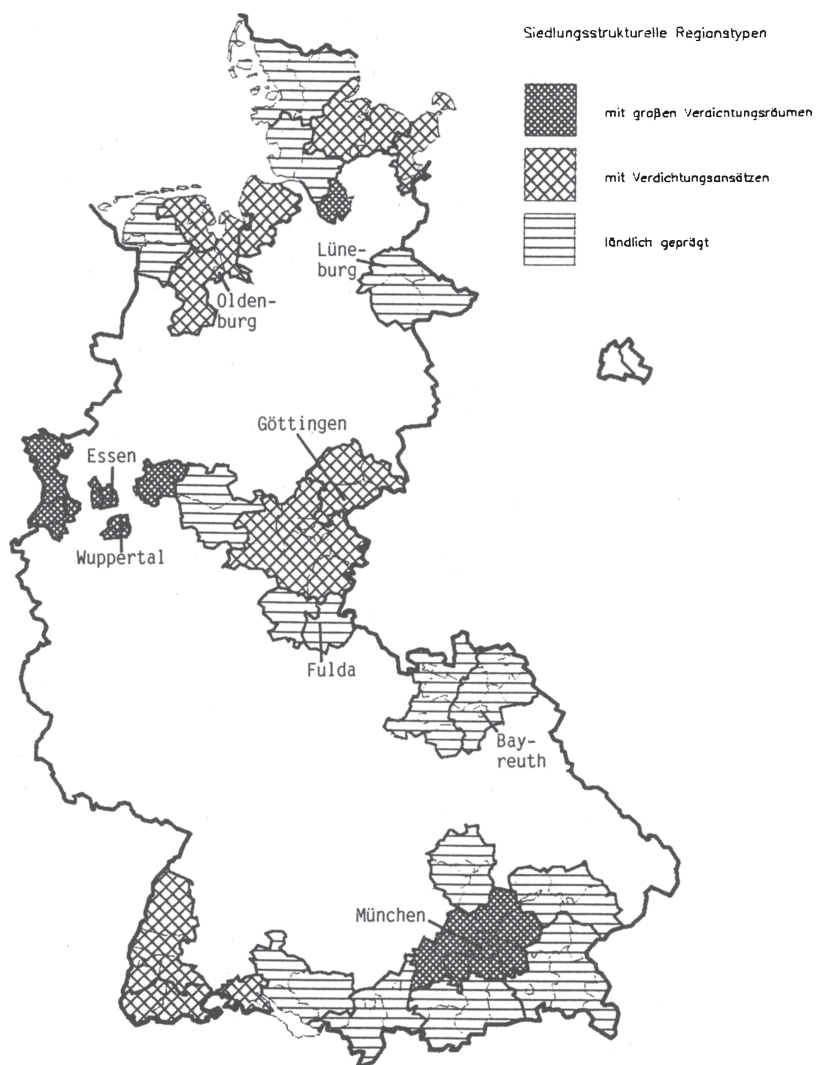 Siedlungsstrukturelle Regionstypen
mit großen Verdichtungsräumen
mit Verdichtungsansätzen
ländlich geprägt
Lüne-
burg
Olden-
burg
Göttingen
Essen
Wuppertal
Fulda
Bay-
reuth
München